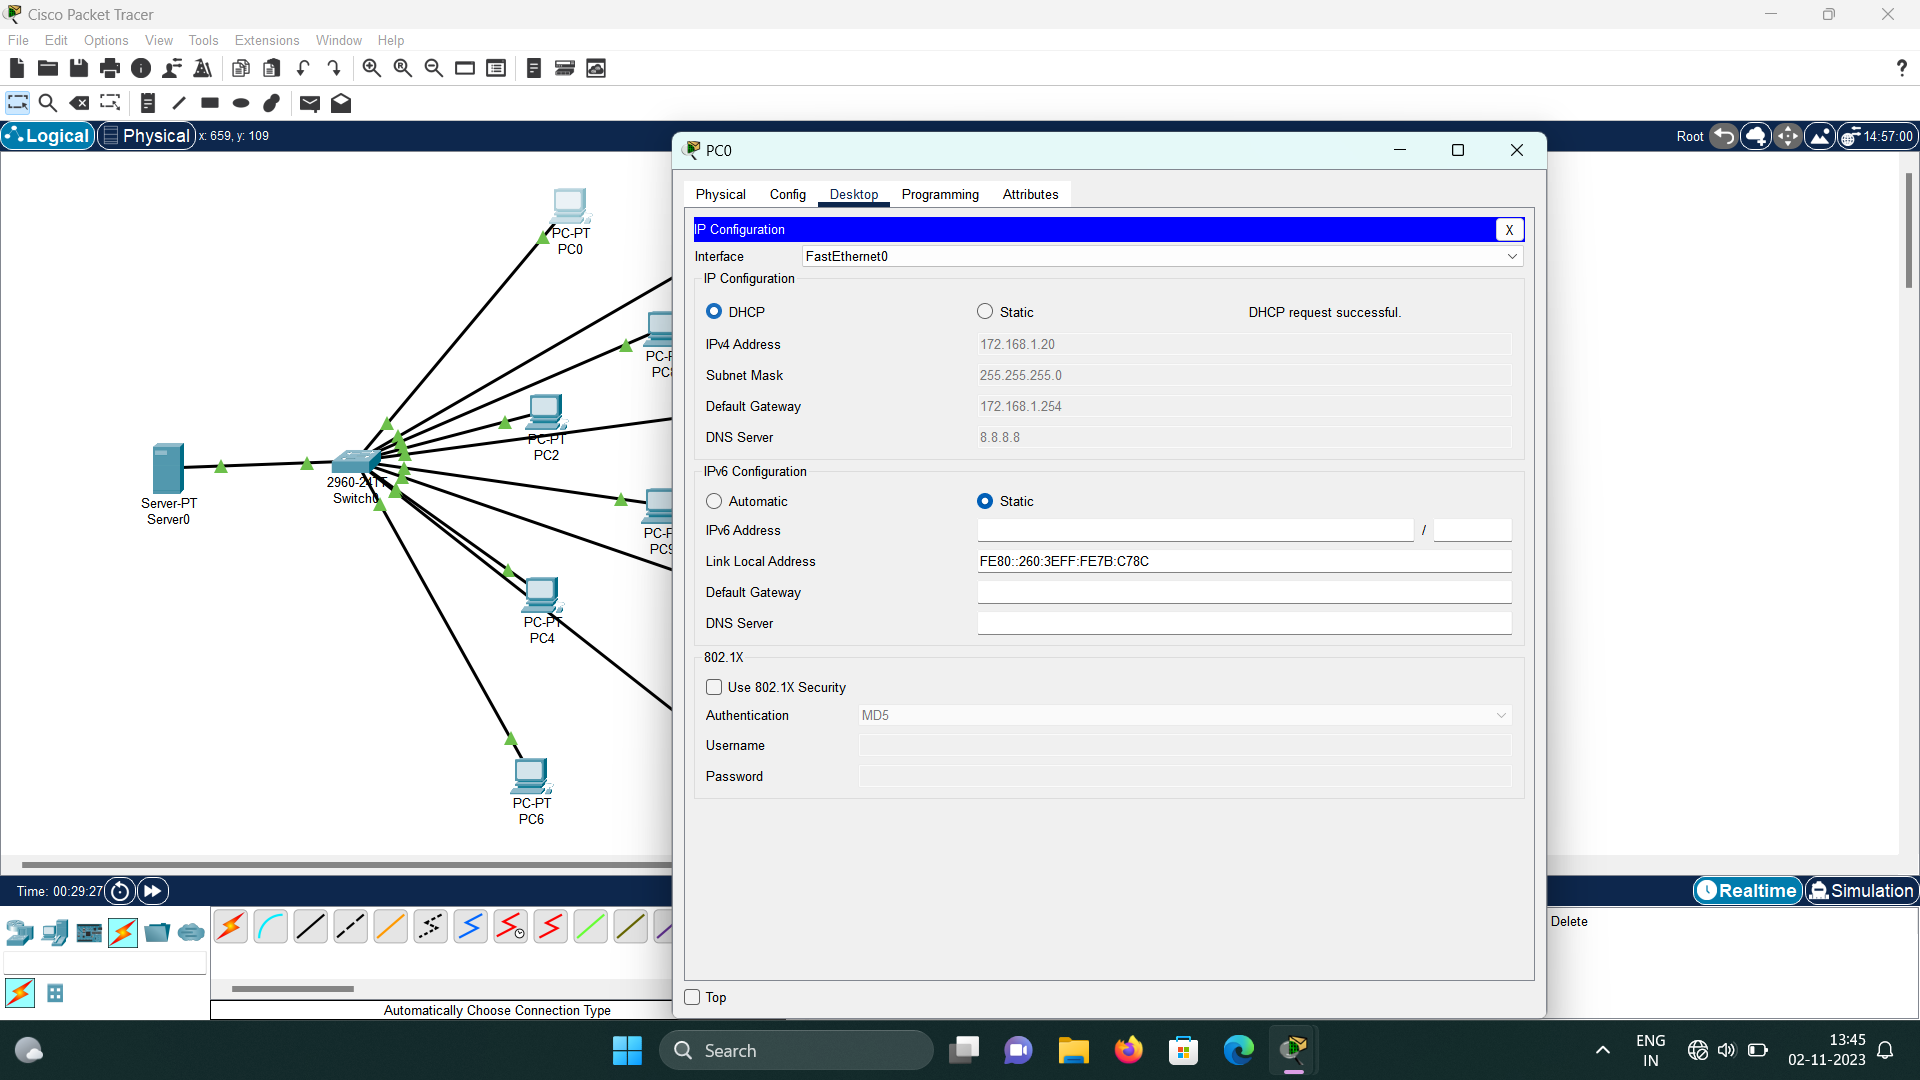 Cisco Packet Tracer
File Edit Options View Tools Extensions Window Help
?
Logical Physical x: 659, y: 109
Root 14:57:00
PC-PT
PC0
PC2
PC-PT
Server-PT
Server0
2960-24TT
Switch0
PC-PT
PC4
PC-PT
PC6
PC0
Physical Config Desktop Programming Attributes
IP Configuration X
Interface FastEthernet0
IP Configuration
DHCP Static DHCP request successful.
IPv4 Address 172.168.1.20
Subnet Mask 255.255.255.0
Default Gateway 172.168.1.254
DNS Server 8.8.8.8
IPv6 Configuration
Automatic Static
IPv6 Address /
Link Local Address FE80::260:3EFF:FE7B:C78C
Default Gateway
DNS Server
802.1X
Use 802.1X Security
Authentication MD5
Username
Password
Top
Time: 00:29:27
Realtime Simulation
Delete
Automatically Choose Connection Type
Search
ENG
IN
13:45
02-11-2023